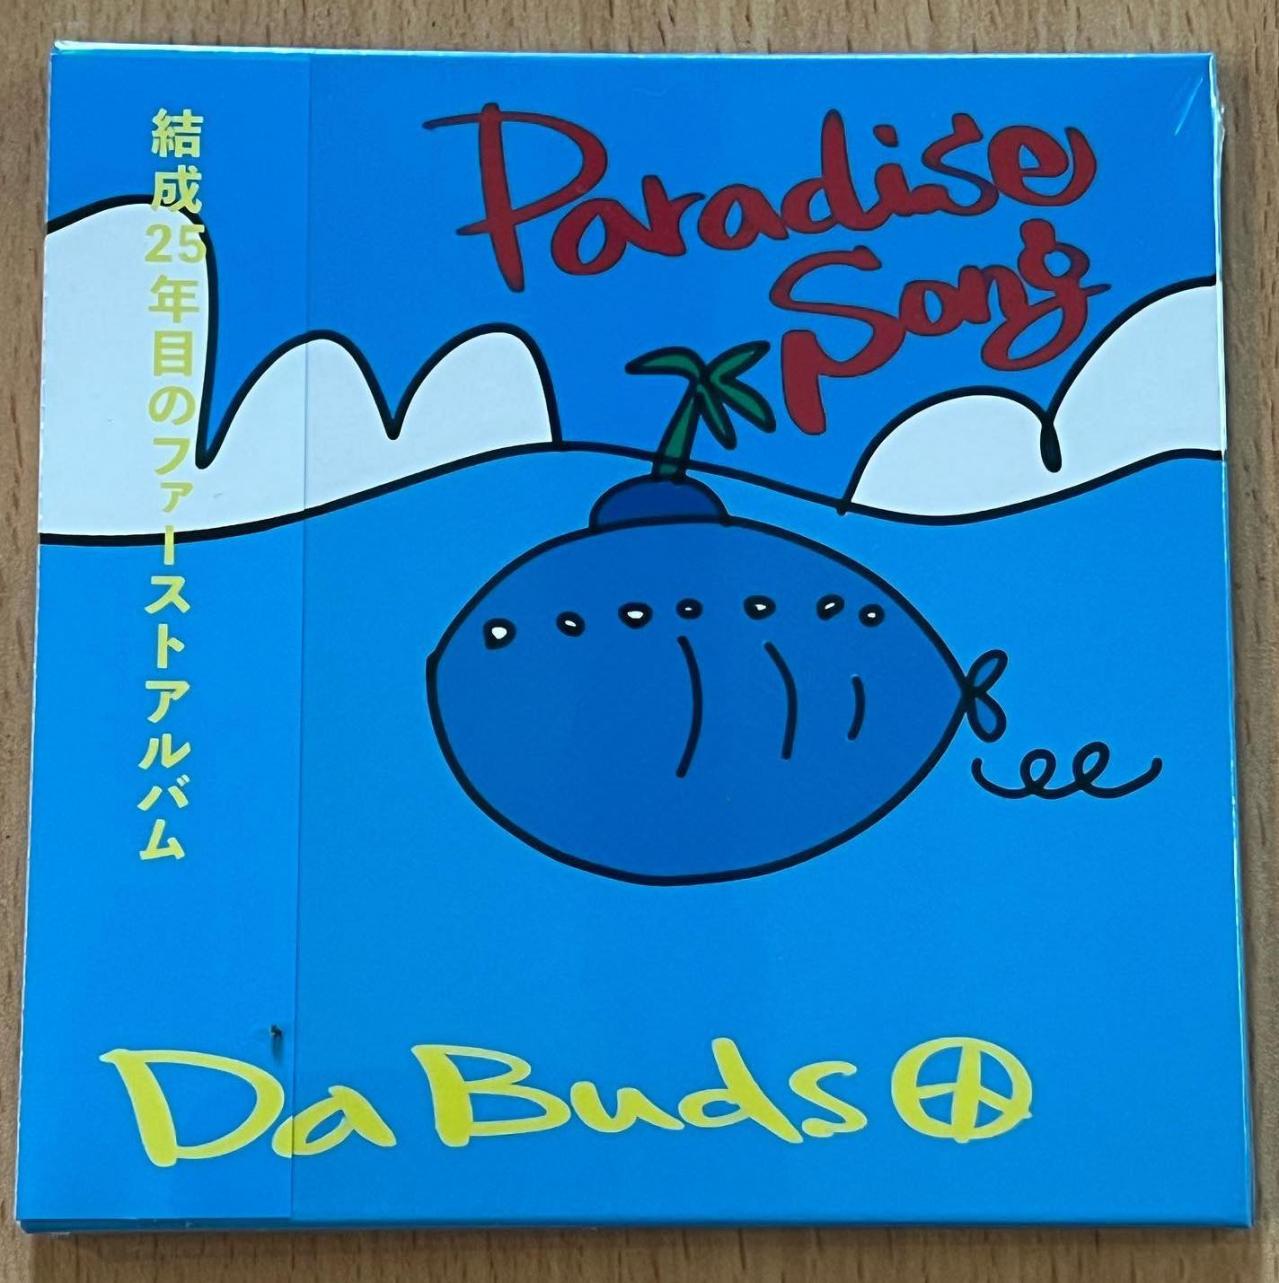 結成25年目のファーストアルバム
Paradise
Song
Da Buds